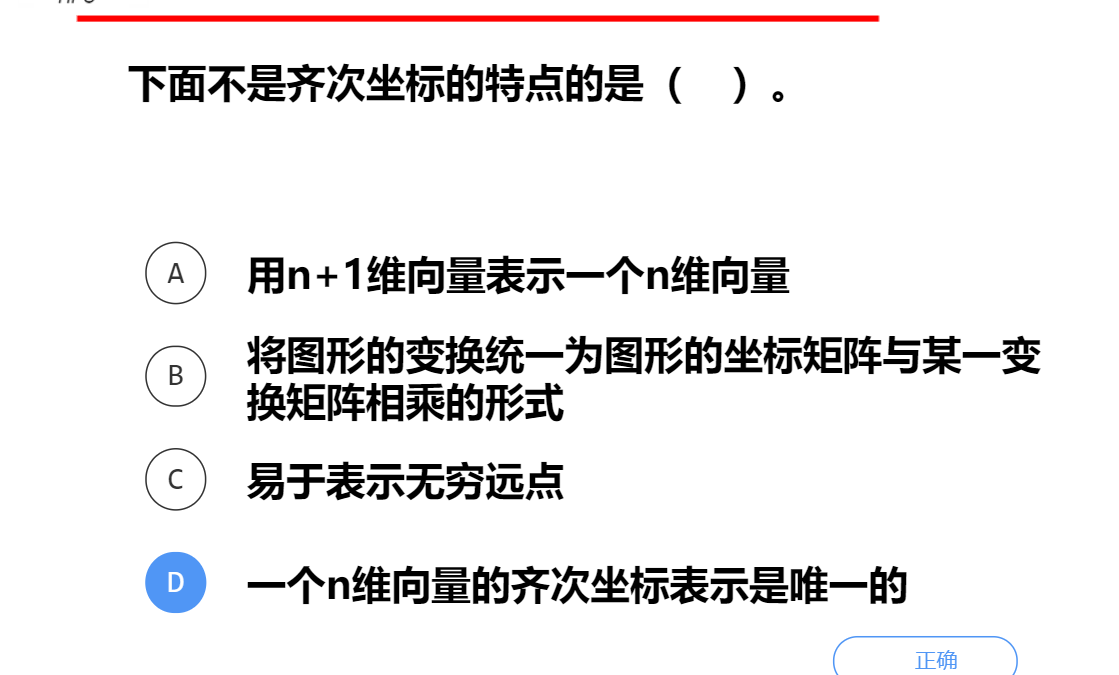 下面不是齐次坐标的特点的是（ ）。
A 用n+1维向量表示一个n维向量
B 将图形的变换统一为图形的坐标矩阵与某一变
换矩阵相乘的形式
C 易于表示无穷远点
D 一个n维向量的齐次坐标表示是唯一的
正确